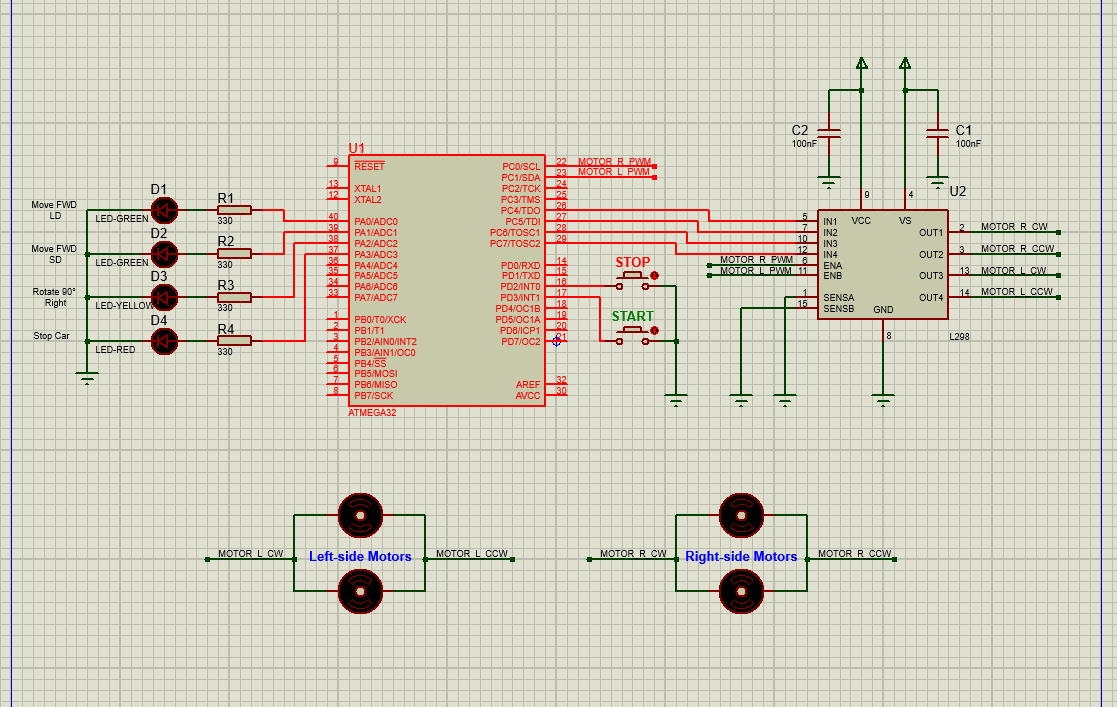 U1
9 RESET
13 XTAL1
12 XTAL2
40 PA0/ADC0
39 PA1/ADC1
38 PA2/ADC2
37 PA3/ADC3
36 PA4/ADC4
35 PA5/ADC5
34 PA6/ADC6
33 PA7/ADC7
1 PB0/T0/XCK
2 PB1/T1
3 PB2/AIN0/INT2
4 PB3/AIN1/OC0
5 PB4/SS
6 PB5/MOSI
7 PB6/MISO
8 PB7/SCK
PC0/SCL 22 MOTOR_R_PWM
PC1/SDA 23 MOTOR_L_PWM
PC2/TCK 24
PC3/TMS 25
PC4/TDO 26
PC5/TDI 27
PC6/TOSC1 28
PC7/TOSC2 29
PD0/RXD 14
PD1/TXD 15
PD2/INT0 16
PD3/INT1 17
PD4/OC1B 18
PD5/OC1A 19
PD6/ICP1 20
PD7/OC2 21
AREF 32
AVCC 30
ATMEGA32
Move FWD
LD
D1
LED-GREEN
R1
330
Move FWD
SD
D2
LED-GREEN
R2
330
Rotate 90°
Right
D3
LED-YELLOW
R3
330
Stop Car
D4
LED-RED
R4
330
STOP
START
C2
100nF
C1
100nF
U2
9 VCC
4 VS
5 IN1
7 IN2
10 IN3
12 IN4
MOTOR_R_PWM 6 ENA
MOTOR_L_PWM 11 ENB
1 SENSA
15 SENSB
GND
8
OUT1 2 MOTOR_R_CW
OUT2 3 MOTOR_R_CCW
OUT3 13 MOTOR_L_CW
OUT4 14 MOTOR_L_CCW
L298
MOTOR_L_CW
Left-side Motors
MOTOR_L_CCW
MOTOR_R_CW
Right-side Motors
MOTOR_R_CCW